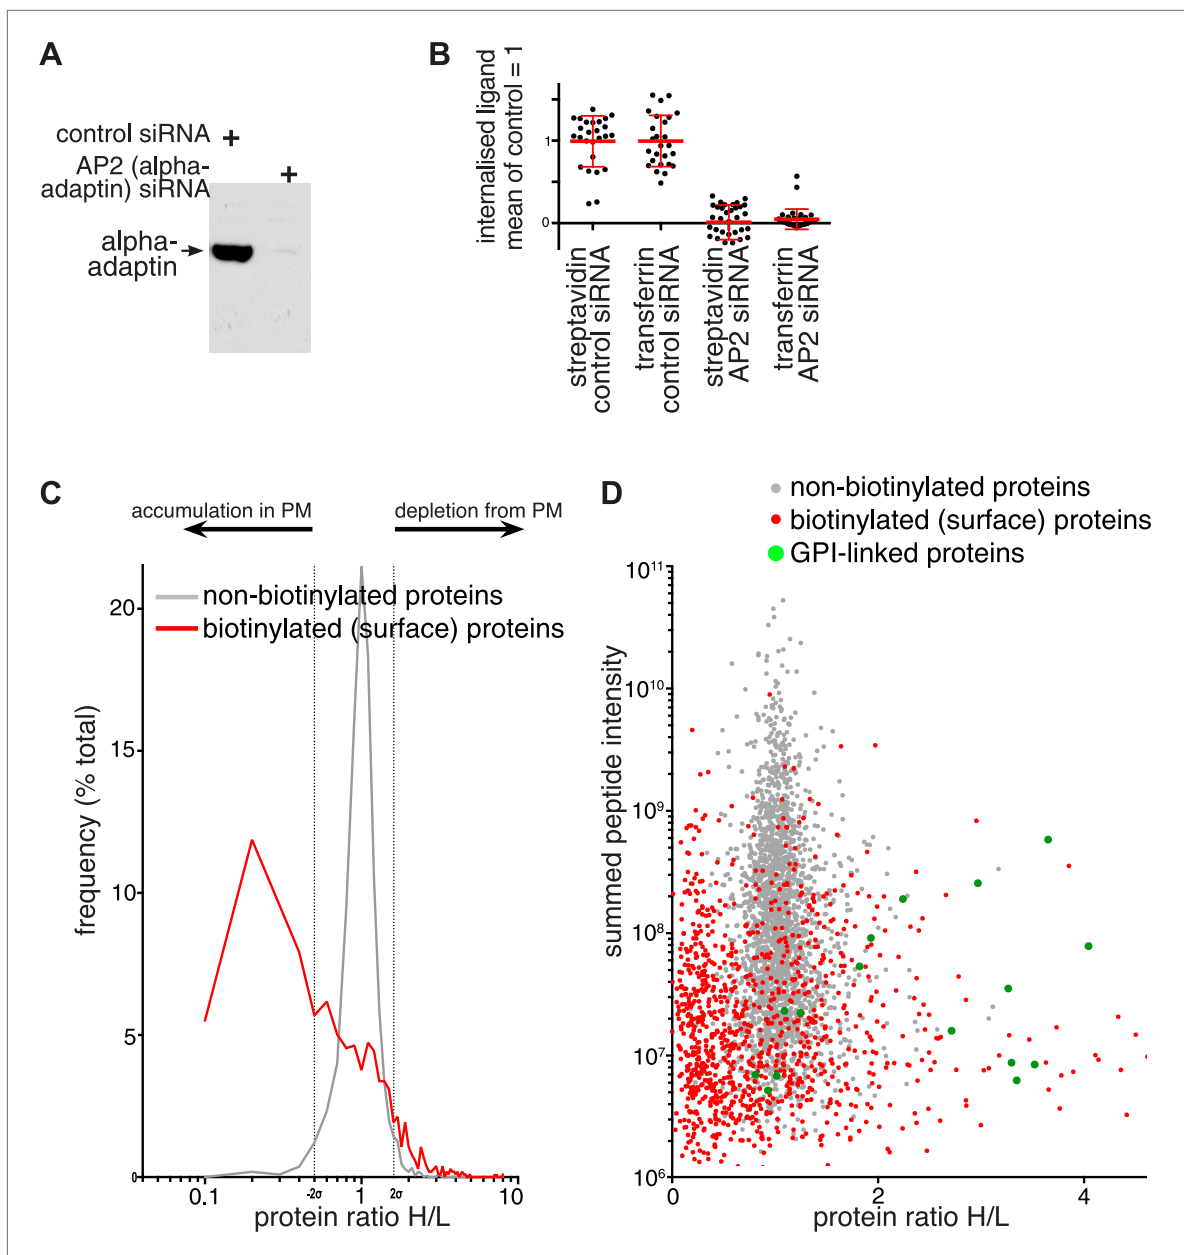 A
control siRNA +
AP2 (alpha-
adaptin) siRNA +
alpha-
adaptin
B
internalised ligand
mean of control = 1
1
0
streptavidin
control siRNA
transferrin
control siRNA
streptavidin
AP2 siRNA
transferrin
AP2 siRNA
C
accumulation in PM
depletion from PM
non-biotinylated proteins
biotinylated (surface) proteins
frequency (% total)
20
15
10
5
0
0.1
-2σ
1
2σ
10
protein ratio H/L
D
non-biotinylated proteins
biotinylated (surface) proteins
GPI-linked proteins
summed peptide intensity
10¹¹
10¹⁰
10⁹
10⁸
10⁷
10⁶
0
2
4
protein ratio H/L